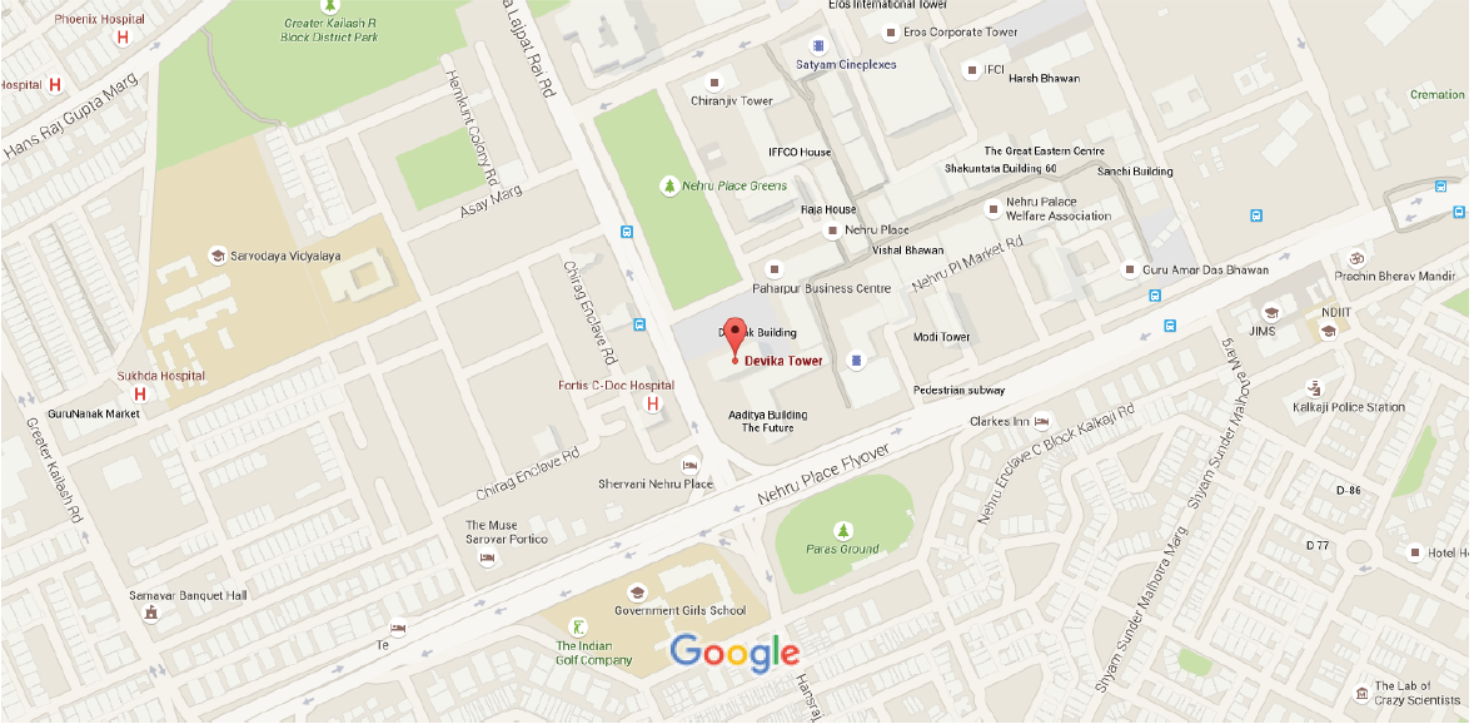 Eros International Tower
Phoenix Hospital
Greater Kailash R
Block District Park
Eros Corporate Tower
Satyam Cineplexes
a Lajpat Rai Rd
IFCI
Harsh Bhawan
Hospital
Hans Raj Gupta Marg
Hemkunt Colony Rd
Chiranjiv Tower
Cremation
IFFCO House
The Great Eastern Centre
Shakuntata Building 60
Sanchi Building
Nehru Place Greens
Asay Marg
Raja House
Nehru Palace
Welfare Association
Nehru Place
Vishal Bhawan
Nehru Pl Market Rd
Sarvodaya Vidyalaya
Guru Amar Das Bhawan
Prachin Bherav Mandir
Chirag Enclave Rd
Paharpur Business Centre
NDIIT
JIMS
Building
Modi Tower
Devika Tower
Sukhda Hospital
Fortis C-Doc Hospital
Pedestrian subway
GuruNanak Market
Aaditya Building
The Future
Clarkes Inn
Kalkaji Police Station
Greater Kailash Rd
Chirag Enclave Rd
Shervani Nehru Place
Nehru Place Flyover
Nehru Enclave C Block Kalkaji Rd
Shyam Sunder Malhotra Marg
D-86
The Muse
Sarovar Portico
Paras Ground
D 77
Hotel H
Samavar Banquet Hall
Government Girls School
Shyam Sunder Malhotra Marg
Te
The Indian
Golf Company
Google
Hansraj
The Lab of
Crazy Scientists